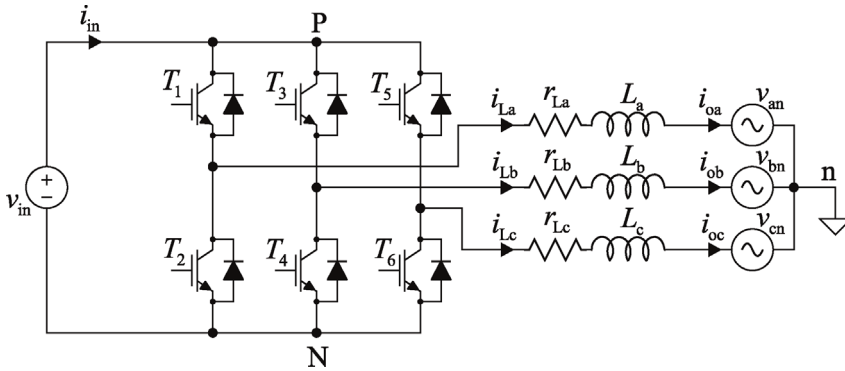 i_in
P
T_1
T_3
T_5
i_La
r_La
L_a
i_oa
v_an
+
−
v_in
i_Lb
r_Lb
L_b
i_ob
v_bn
n
i_Lc
r_Lc
L_c
i_oc
v_cn
T_2
T_4
T_6
N